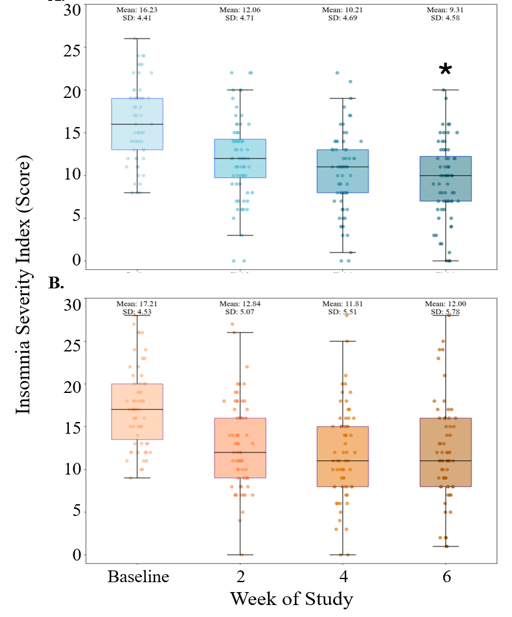 Mean: 16.23 Mean: 12.06 Mean: 10.21 Mean: 9.31
SD: 4.41 SD: 4.71 SD: 4.69 SD: 4.58
30
25
20
15
10
5
0
*
Insomnia Severity Index (Score)
B.
Mean: 17.21 Mean: 12.84 Mean: 11.81 Mean: 12.00
SD: 4.53 SD: 5.07 SD: 5.51 SD: 5.78
30
25
20
15
10
5
0
Baseline 2 4 6
Week of Study